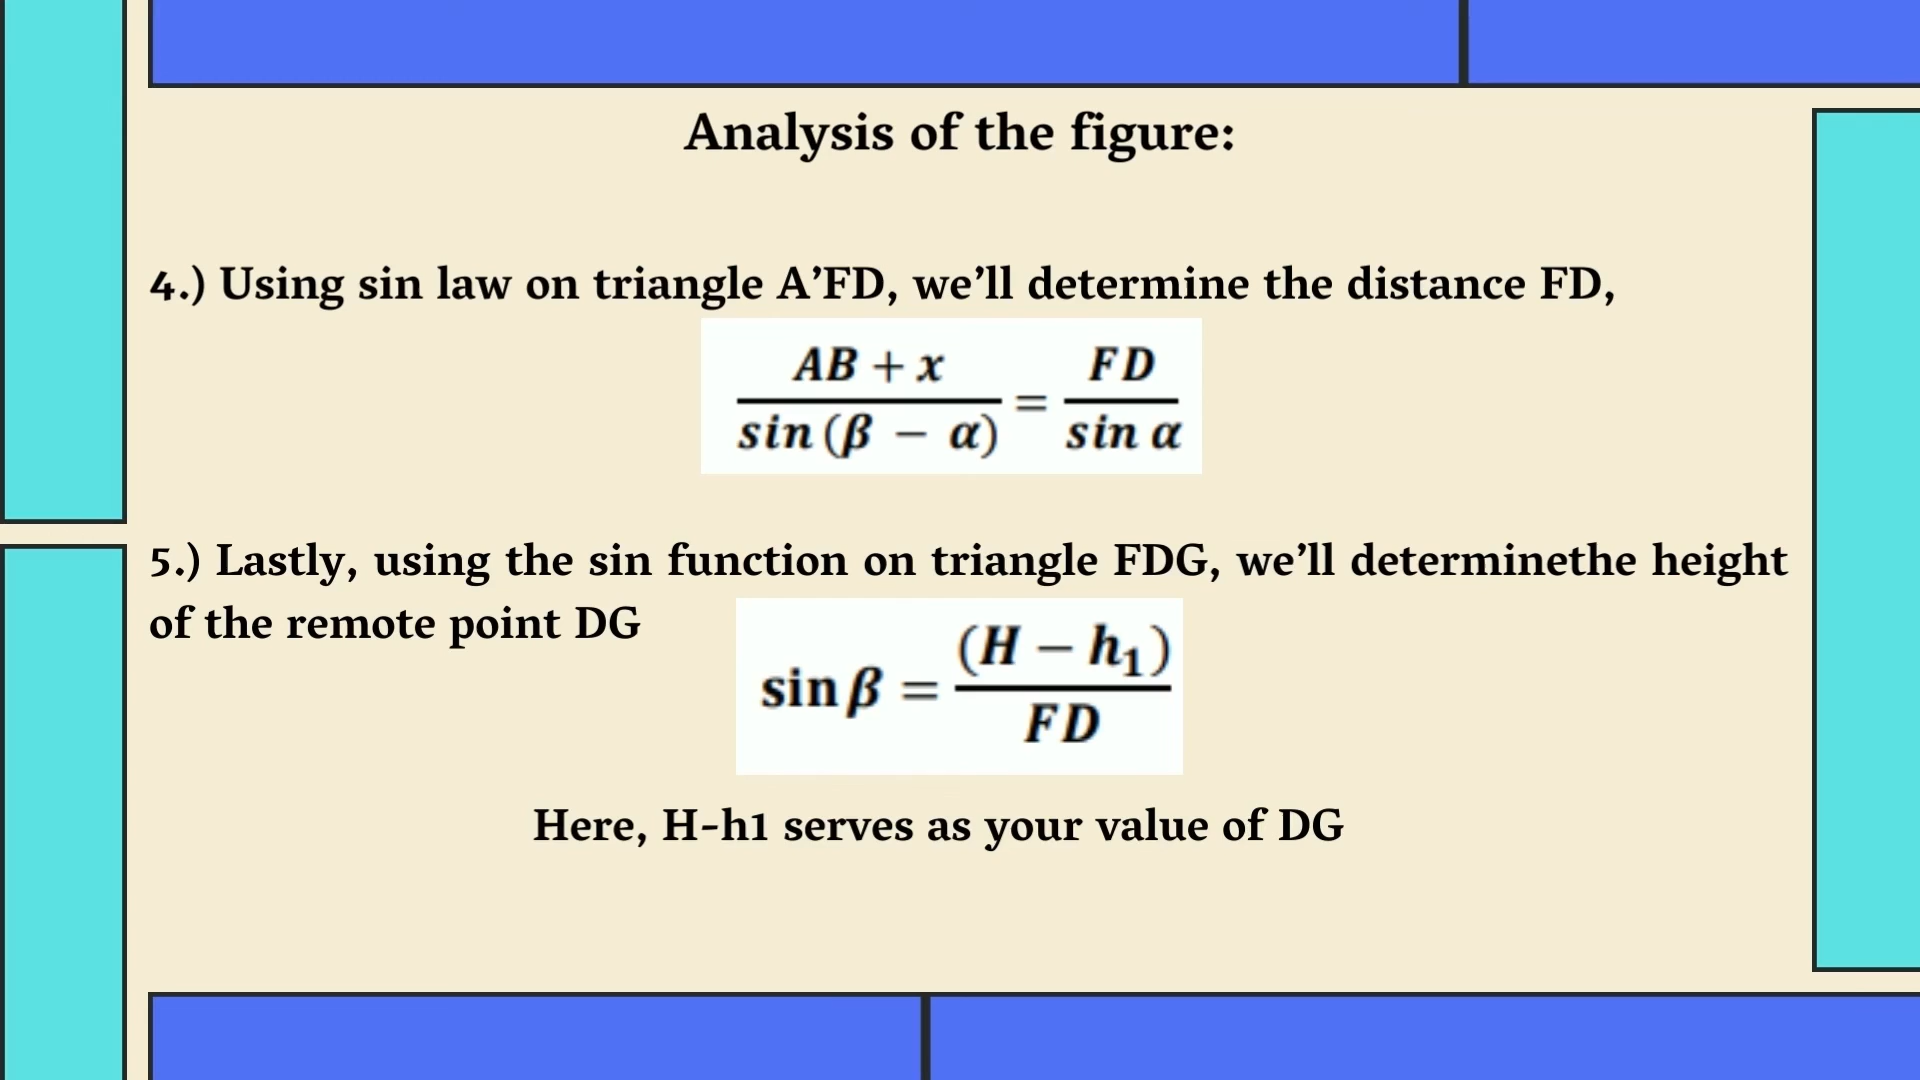 Analysis of the figure:
4.) Using sin law on triangle A’FD, we’ll determine the distance FD,
AB + x / sin (β − α) = FD / sin α
5.) Lastly, using the sin function on triangle FDG, we’ll determinethe height
of the remote point DG
sin β = (H − h₁) / FD
Here, H-h1 serves as your value of DG